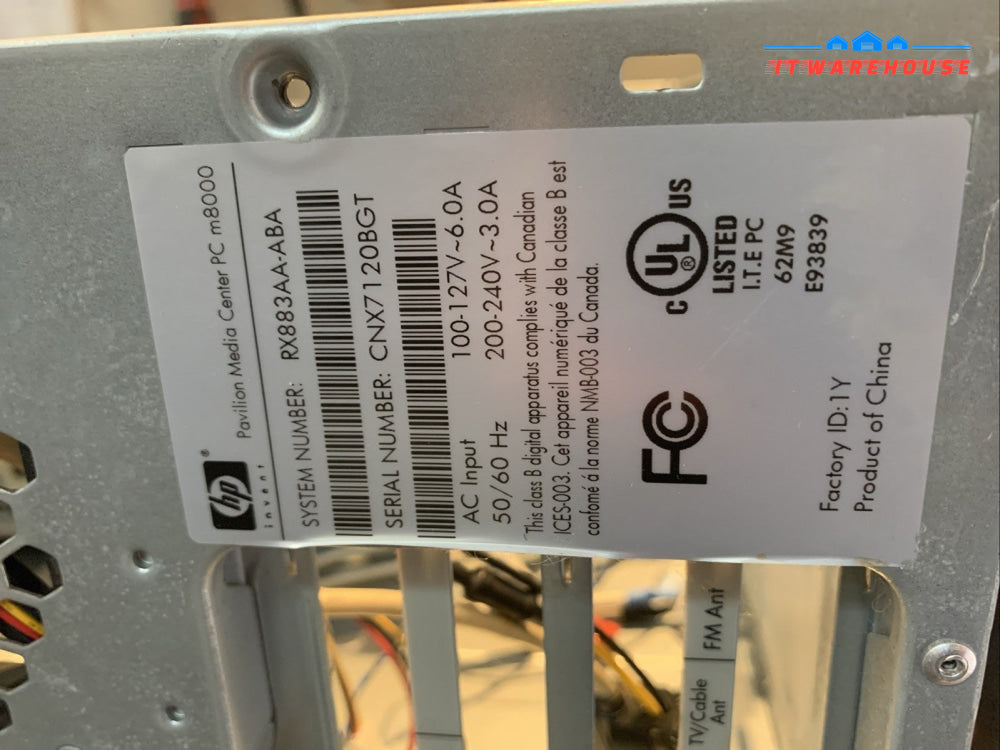 IT WAREHOUSE
hp®
invent
Pavilion Media Center PC m8000
SYSTEM NUMBER: RX883AA-ABA
SERIAL NUMBER: CNX7120BGT
AC Input 100-127V~6.0A
50/60 Hz 200-240V~3.0A
This class B digital apparatus complies with Canadian
ICES-003. Cet appareil numériqué de la classe B est
confomé á la norme NMB-003 du Canada.
FC
C UL® US
LISTED
I.T.E PC
62M9
E93839
Factory ID:1Y
Product of China
TV/Cable
Ant
FM Ant